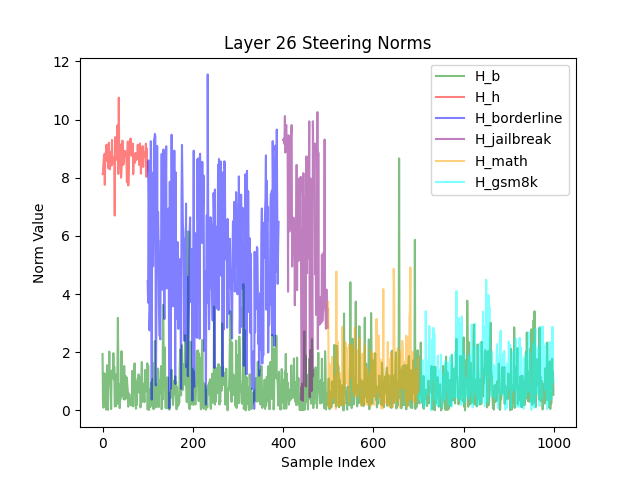 Layer 26 Steering Norms
12
10
8
6
4
2
0
Norm Value
H_b
H_h
H_borderline
H_jailbreak
H_math
H_gsm8k
0 200 400 600 800 1000
Sample Index